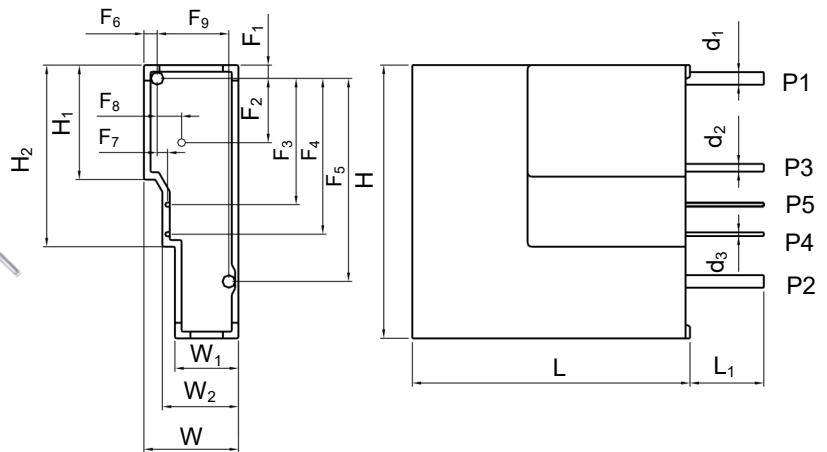 F₆
F₉
F₁
d₁
P1
F₈
F₂
H₁
F₇
F₃
F₄
d₂
P3
H₂
F₅
H
P5
P4
d₃
P2
W₁
L
L₁
W₂
W